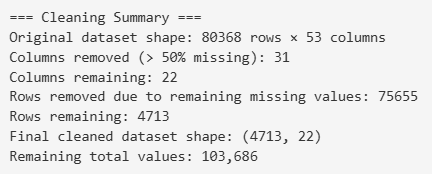 === Cleaning Summary ===
Original dataset shape: 80368 rows × 53 columns
Columns removed (> 50% missing): 31
Columns remaining: 22
Rows removed due to remaining missing values: 75655
Rows remaining: 4713
Final cleaned dataset shape: (4713, 22)
Remaining total values: 103,686